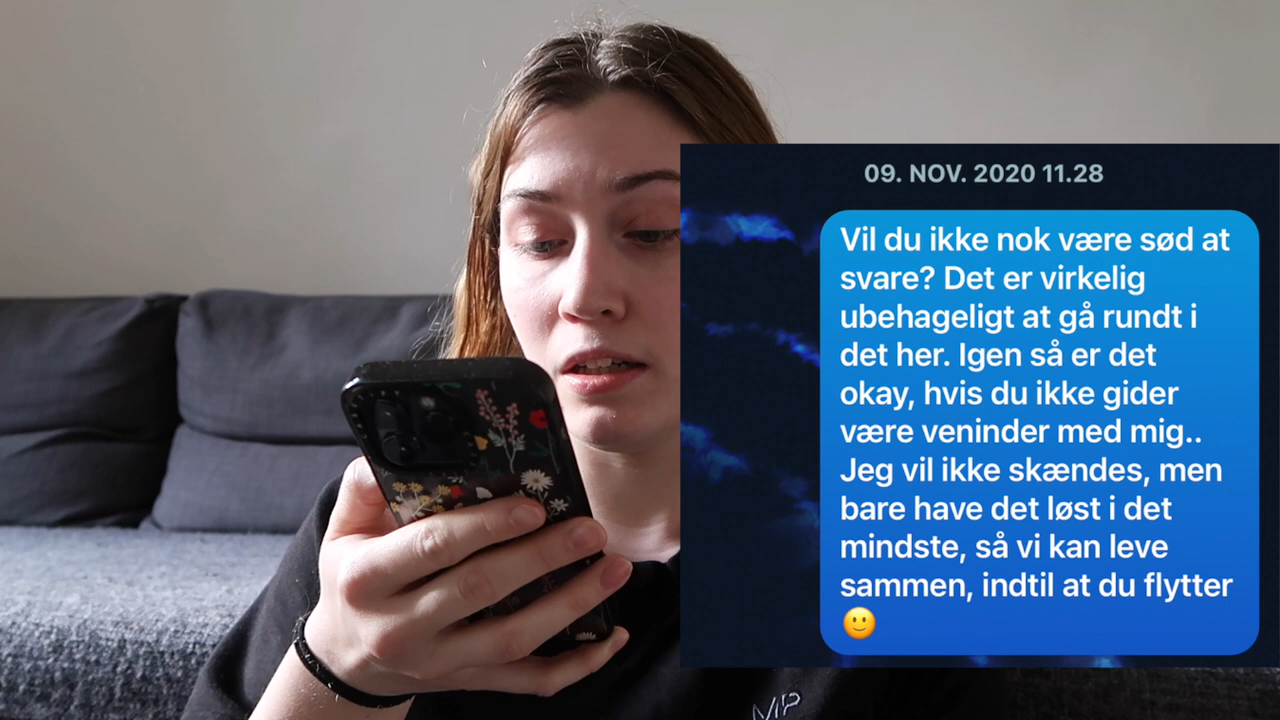 09. NOV. 2020 11.28
Vil du ikke nok være sød at
svare? Det er virkelig
ubehageligt at gå rundt i
det her. Igen så er det
okay, hvis du ikke gider
være veninder med mig..
Jeg vil ikke skændes, men
bare have det løst i det
mindste, så vi kan leve
sammen, indtil at du flytter
🙂
MP